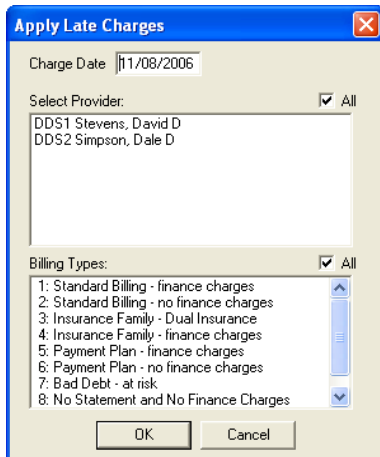 Apply Late Charges
Charge Date 11/08/2006
Select Provider: All
DDS1 Stevens, David D
DDS2 Simpson, Dale D
Billing Types: All
1: Standard Billing - finance charges
2: Standard Billing - no finance charges
3: Insurance Family - Dual Insurance
4: Insurance Family - finance charges
5: Payment Plan - finance charges
6: Payment Plan - no finance charges
7: Bad Debt - at risk
8: No Statement and No Finance Charges
OK Cancel